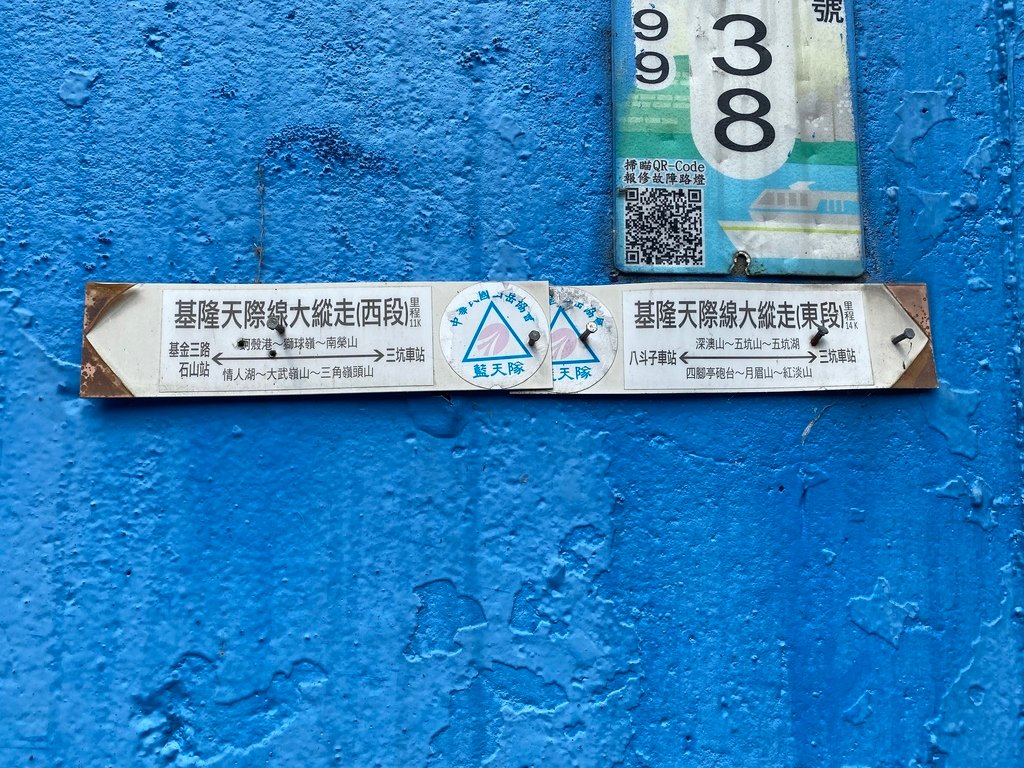 號
99
38
掃瞄QR-Code
報修故障路燈
基隆天際線大縱走(西段)
里程
11K
基金三路
石山站
殼港～獅球嶺～南榮山
情人湖～大武嶺山～三角嶺頭山
三坑車站
藍天隊
天隊
基隆天際線大縱走(東段)
里程
14K
八斗子車站
深澳山～五坑山～五坑湖
四腳亭砲台～月眉山～紅淡山
三坑車站